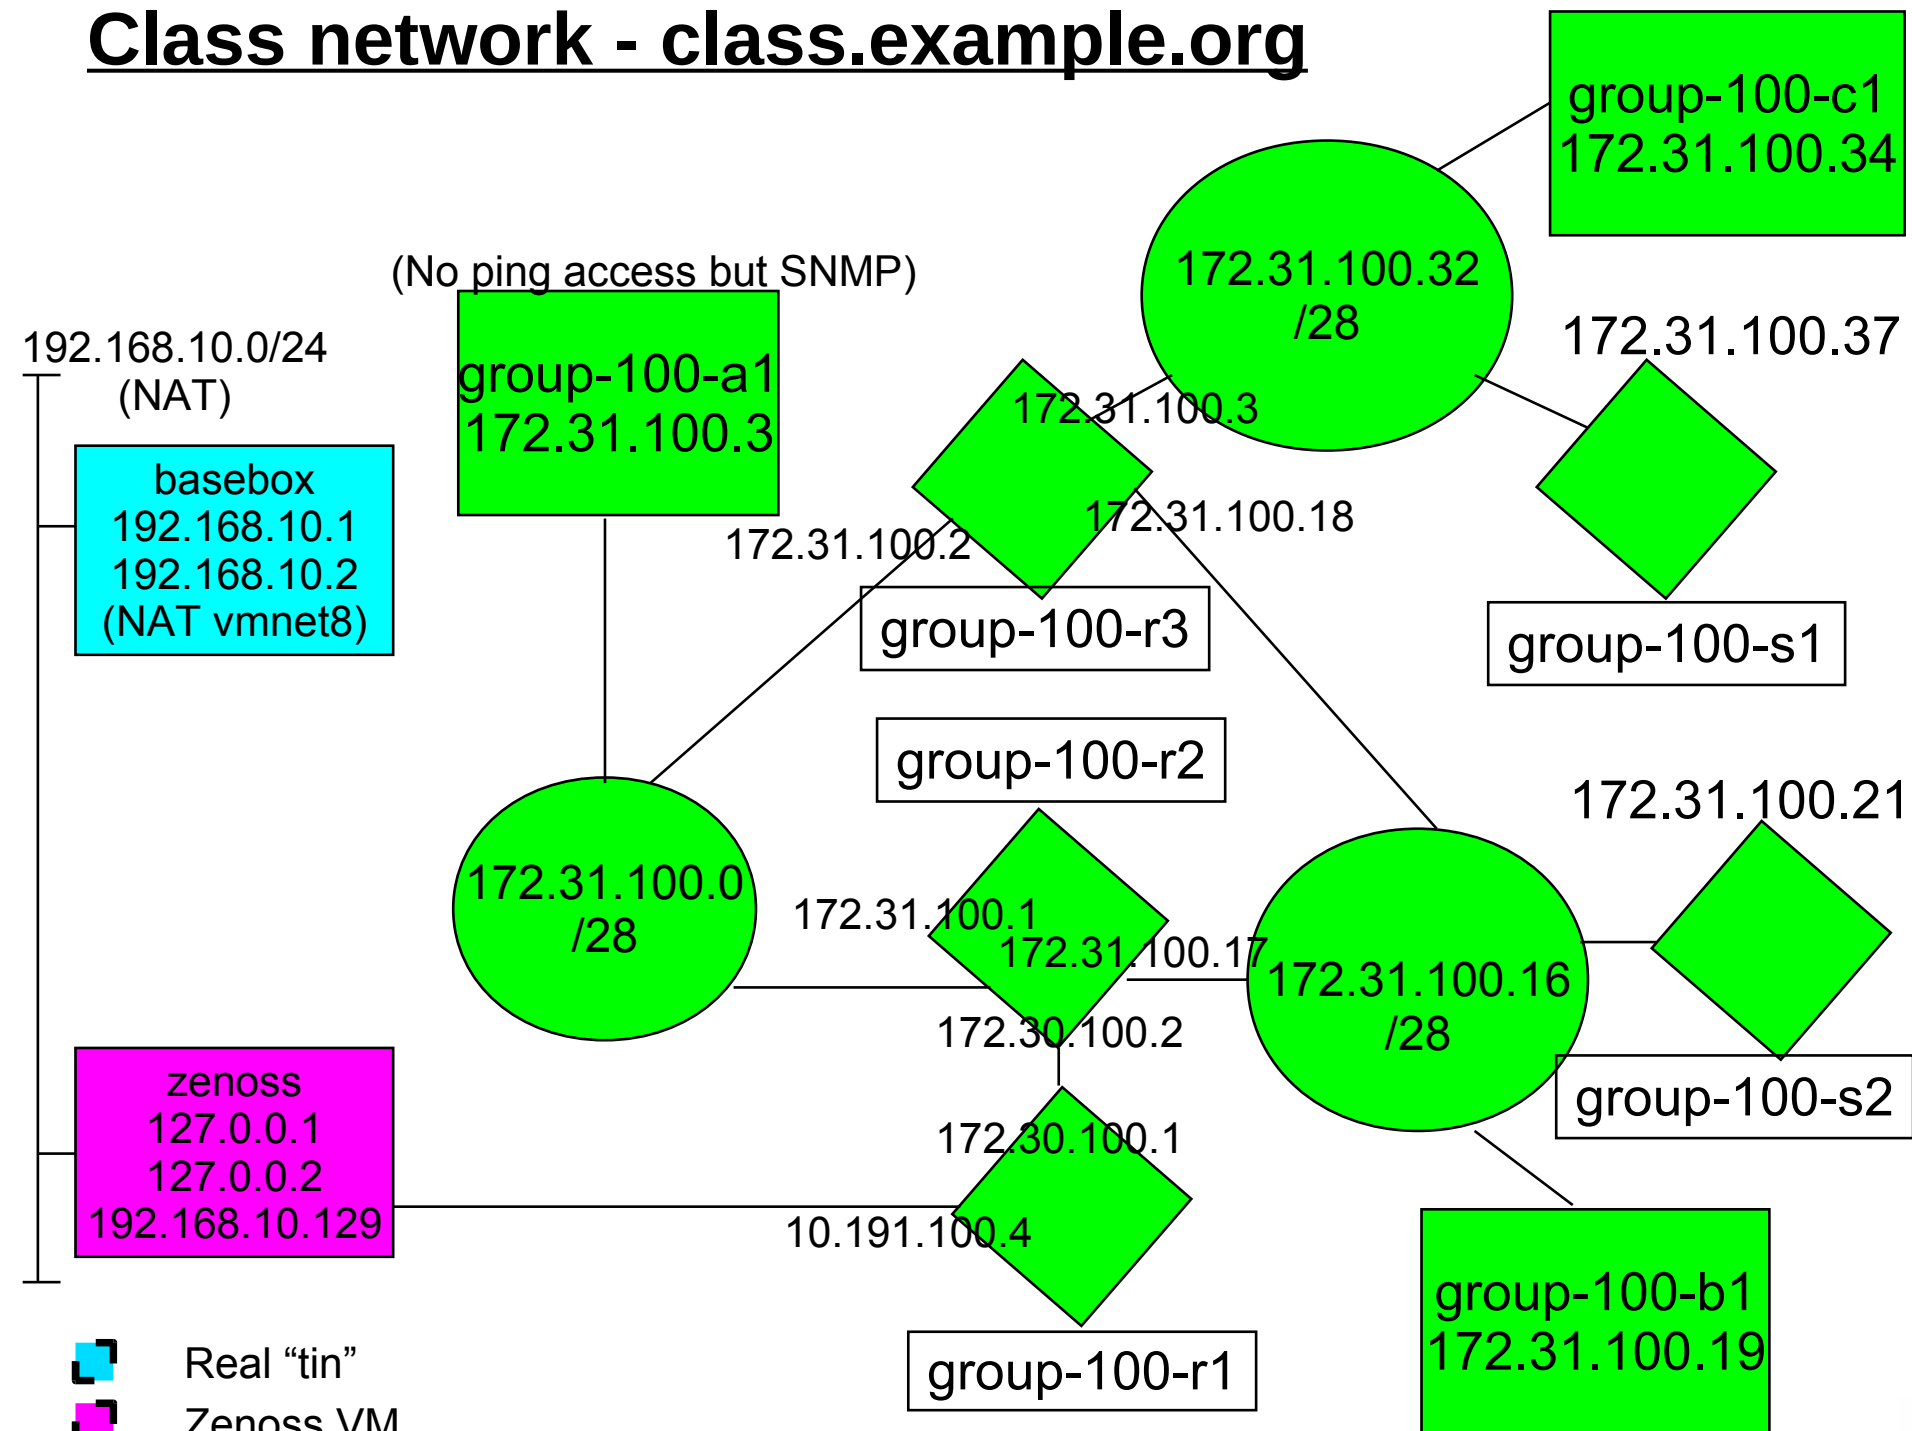 Class network - class.example.org
group-100-c1
172.31.100.34
172.31.100.32
/28
(No ping access but SNMP)
group-100-a1
172.31.100.3
192.168.10.0/24
(NAT)
172.31.100.37
172.31.100.3
basebox
192.168.10.1
192.168.10.2
(NAT vmnet8)
172.31.100.2
172.31.100.18
group-100-r3
group-100-s1
group-100-r2
172.31.100.21
172.31.100.0
/28
172.31.100.1
172.31.100.17
172.31.100.16
/28
172.30.100.2
group-100-s2
zenoss
127.0.0.1
127.0.0.2
192.168.10.129
172.30.100.1
10.191.100.4
group-100-b1
172.31.100.19
group-100-r1
Real “tin”
Zenoss VM